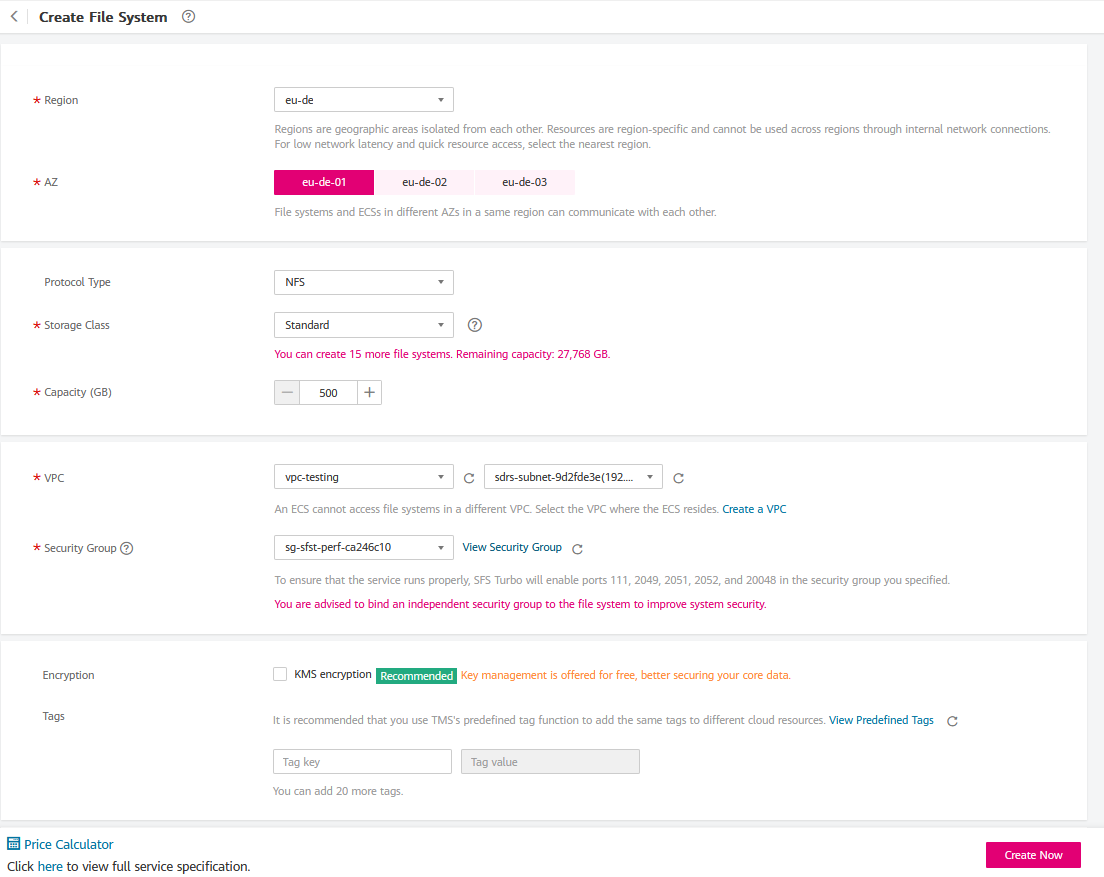 Create File System
* Region
eu-de
Regions are geographic areas isolated from each other. Resources are region-specific and cannot be used across regions through internal network connections.
For low network latency and quick resource access, select the nearest region.
* AZ
eu-de-01 eu-de-02 eu-de-03
File systems and ECSs in different AZs in a same region can communicate with each other.
Protocol Type
NFS
* Storage Class
Standard
You can create 15 more file systems. Remaining capacity: 27,768 GB.
* Capacity (GB)
500
* VPC
vpc-testing sdrs-subnet-9d2fde3e(192....
An ECS cannot access file systems in a different VPC. Select the VPC where the ECS resides. Create a VPC
* Security Group
sg-sfst-perf-ca246c10 View Security Group
To ensure that the service runs properly, SFS Turbo will enable ports 111, 2049, 2051, 2052, and 20048 in the security group you specified.
You are advised to bind an independent security group to the file system to improve system security.
Encryption
KMS encryption Recommended Key management is offered for free, better securing your core data.
Tags
It is recommended that you use TMS's predefined tag function to add the same tags to different cloud resources. View Predefined Tags
Tag key Tag value
You can add 20 more tags.
Price Calculator
Click here to view full service specification.
Create Now